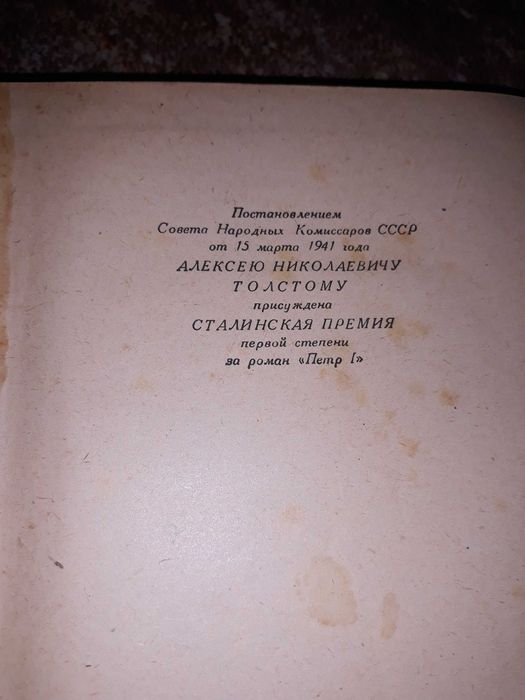 Постановлением
Совета Народных Комиссаров СССР
от 15 марта 1941 года
АЛЕКСЕЮ НИКОЛАЕВИЧУ
ТОЛСТОМУ
присуждена
СТАЛИНСКАЯ ПРЕМИЯ
первой степени
за роман «Петр I»